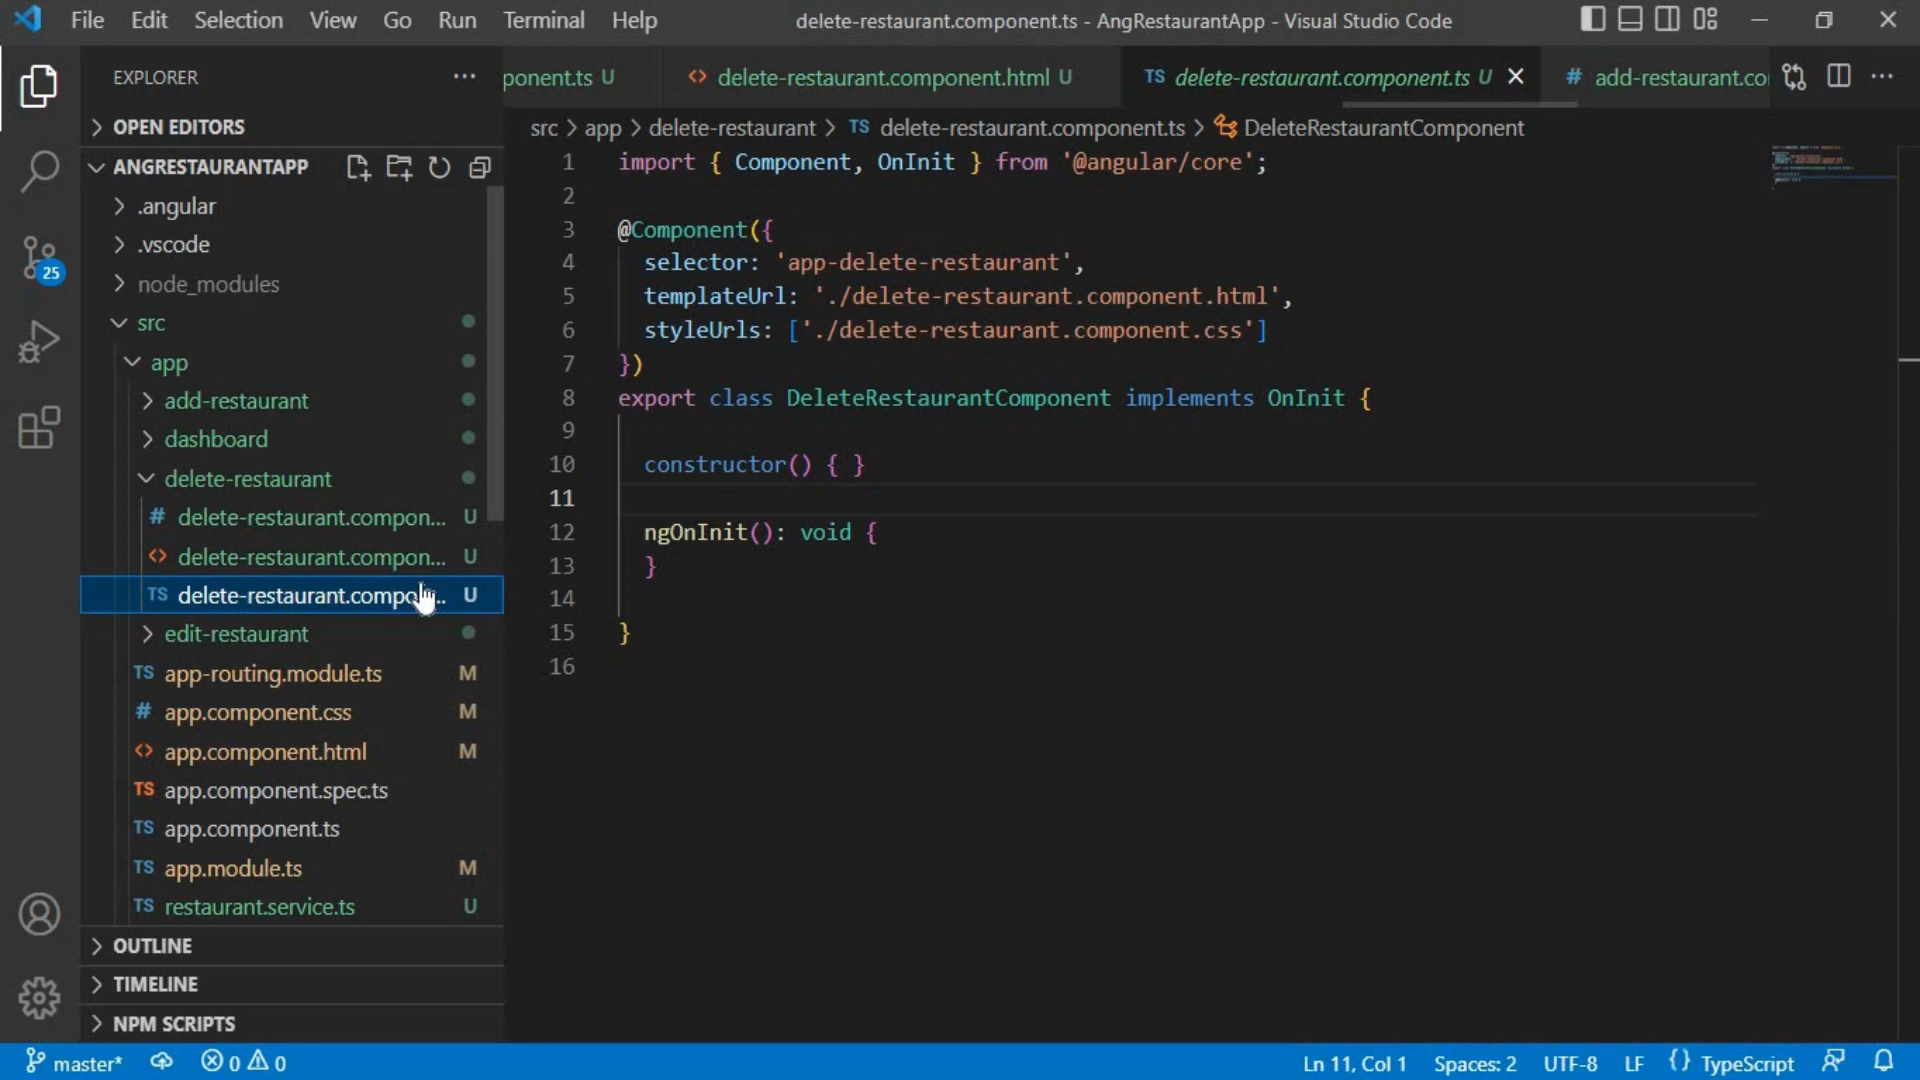 File Edit Selection View Go Run Terminal Help
delete-restaurant.component.ts - AngRestaurantApp - Visual Studio Code
EXPLORER
ponent.ts U
<> delete-restaurant.component.html U
TS delete-restaurant.component.ts U
# add-restaurant.co
src > app > delete-restaurant > TS delete-restaurant.component.ts > DeleteRestaurantComponent
OPEN EDITORS
ANGRESTAURANTAPP
.angular
.vscode
node_modules
src
app
add-restaurant
dashboard
delete-restaurant
# delete-restaurant.compon... U
<> delete-restaurant.compon... U
TS delete-restaurant.compo... U
edit-restaurant
TS app-routing.module.ts M
# app.component.css M
<> app.component.html M
TS app.component.spec.ts
TS app.component.ts
TS app.module.ts M
TS restaurant.service.ts U
OUTLINE
TIMELINE
NPM SCRIPTS
25
1 import { Component, OnInit } from '@angular/core';
2
3 @Component({
4 selector: 'app-delete-restaurant',
5 templateUrl: './delete-restaurant.component.html',
6 styleUrls: ['./delete-restaurant.component.css']
7 })
8 export class DeleteRestaurantComponent implements OnInit {
9
10 constructor() { }
11
12 ngOnInit(): void {
13 }
14
15 }
16
master* 0 0
Ln 11, Col 1 Spaces: 2 UTF-8 LF {} TypeScript